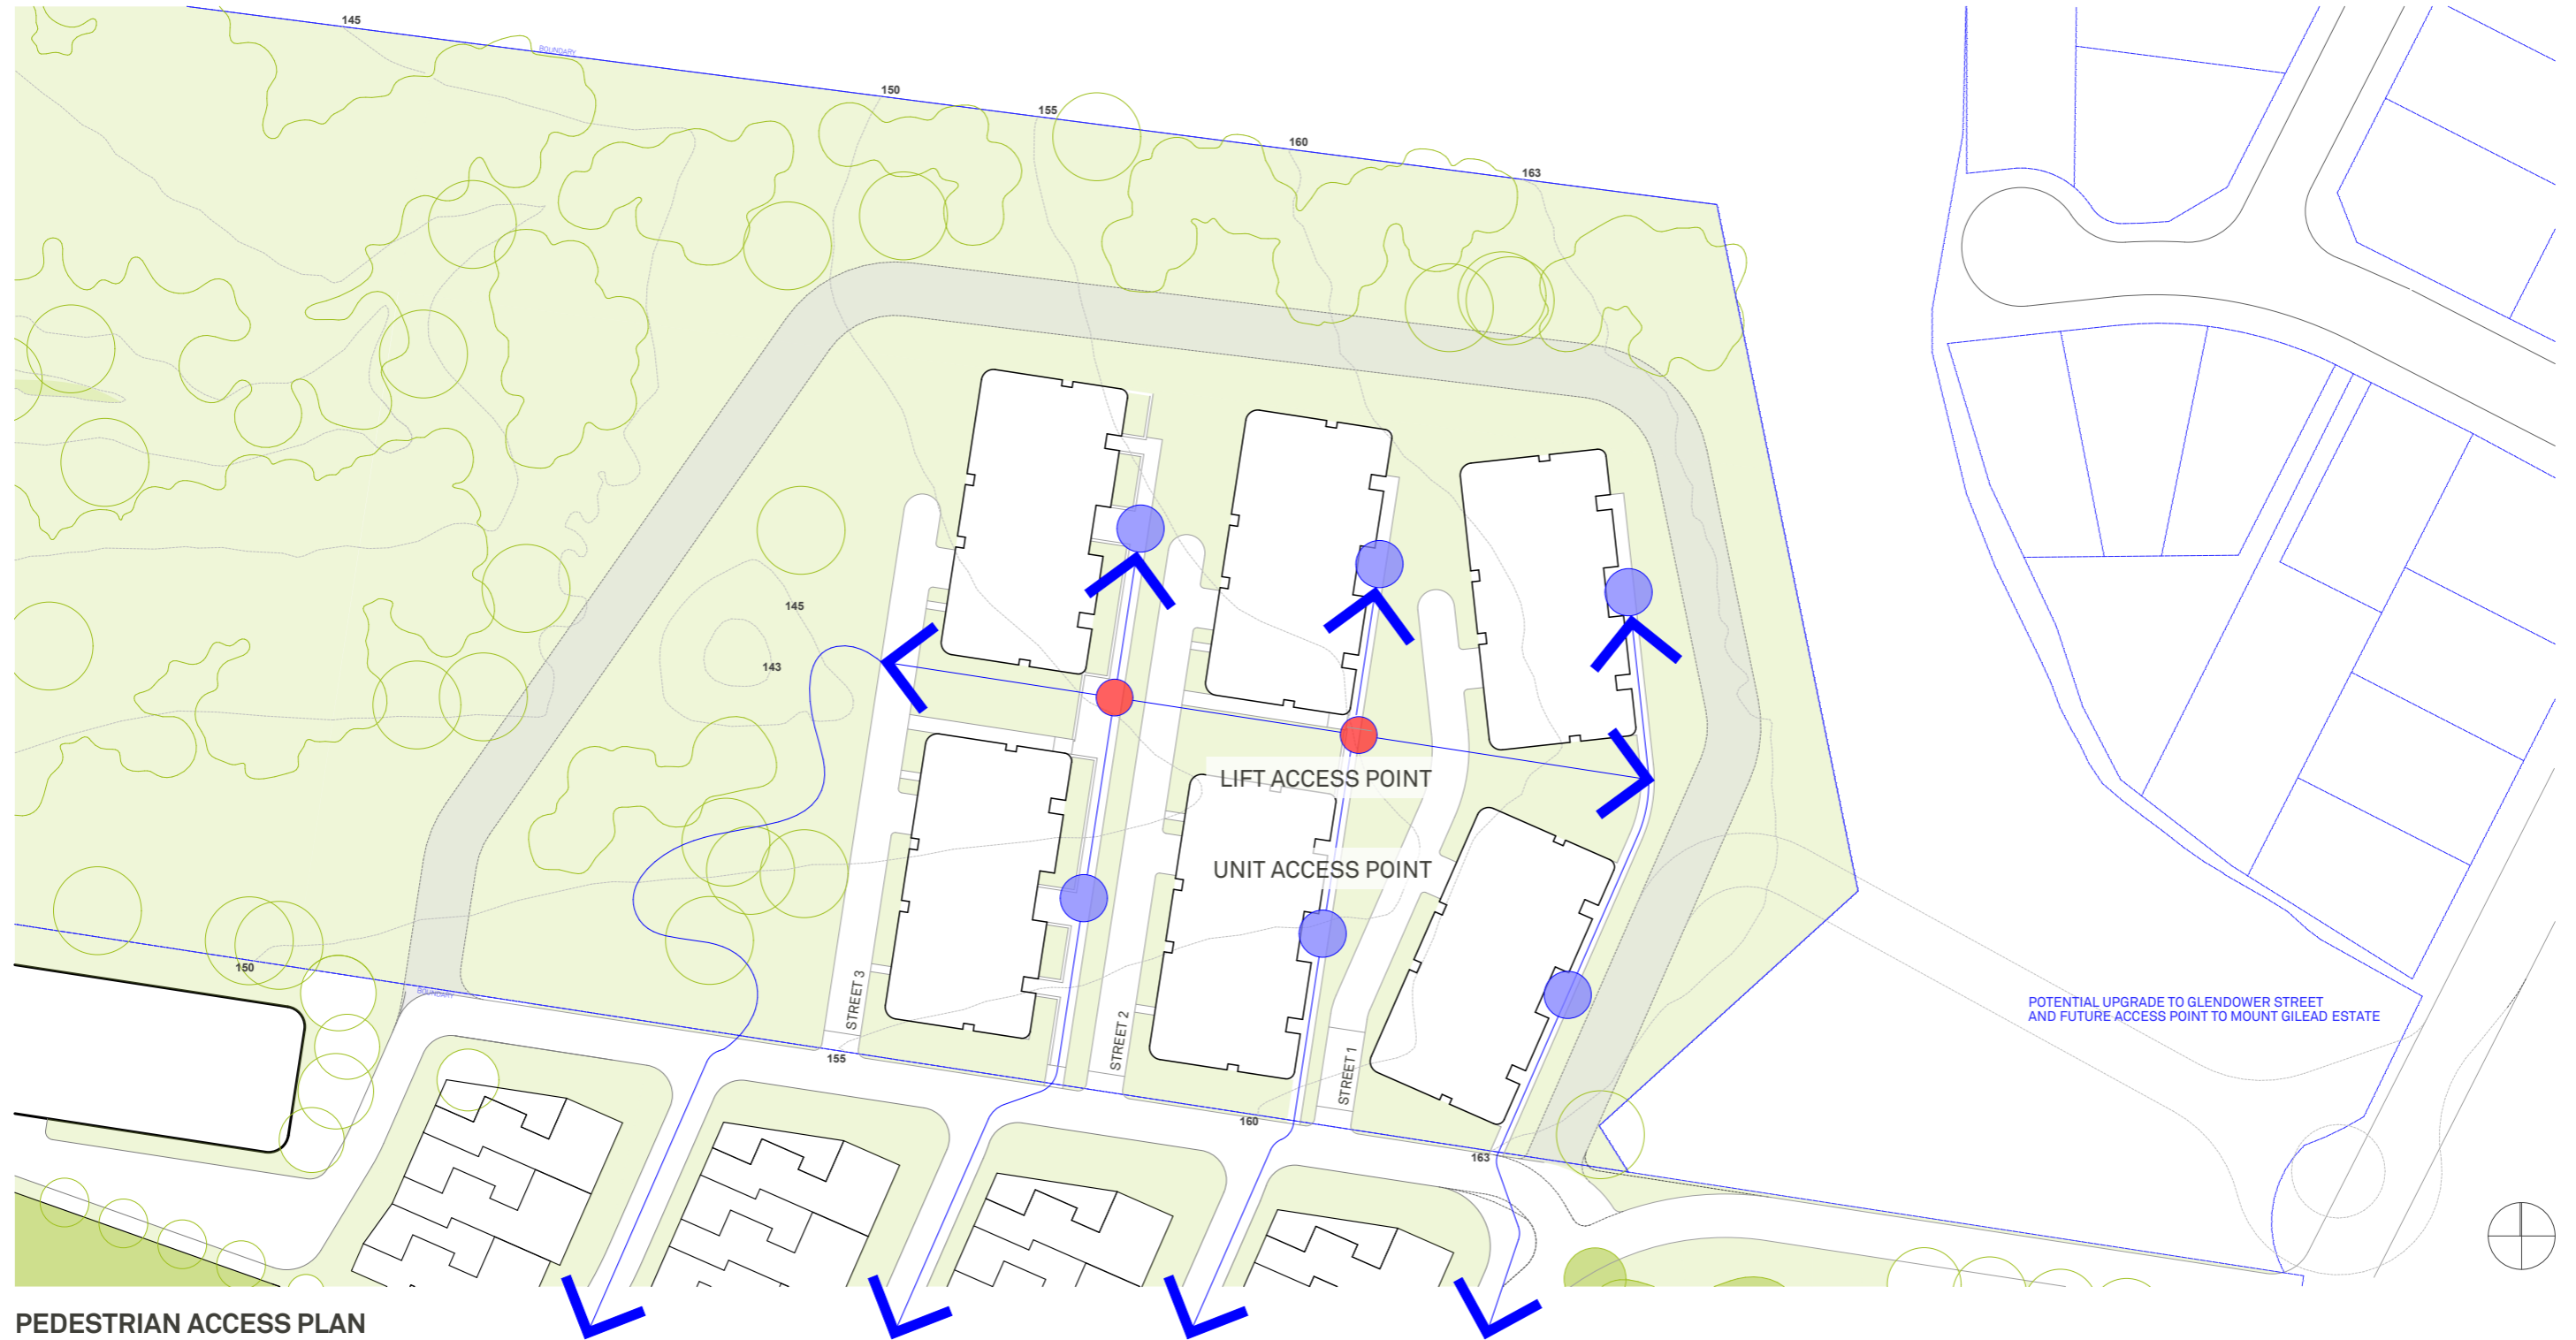 145
BOUNDARY
150
155
160
163
145
143
LIFT ACCESS POINT
UNIT ACCESS POINT
150
BOUNDARY
STREET 3
STREET 2
STREET 1
POTENTIAL UPGRADE TO GLENDOWER STREET
AND FUTURE ACCESS POINT TO MOUNT GILEAD ESTATE
155
160
163
PEDESTRIAN ACCESS PLAN